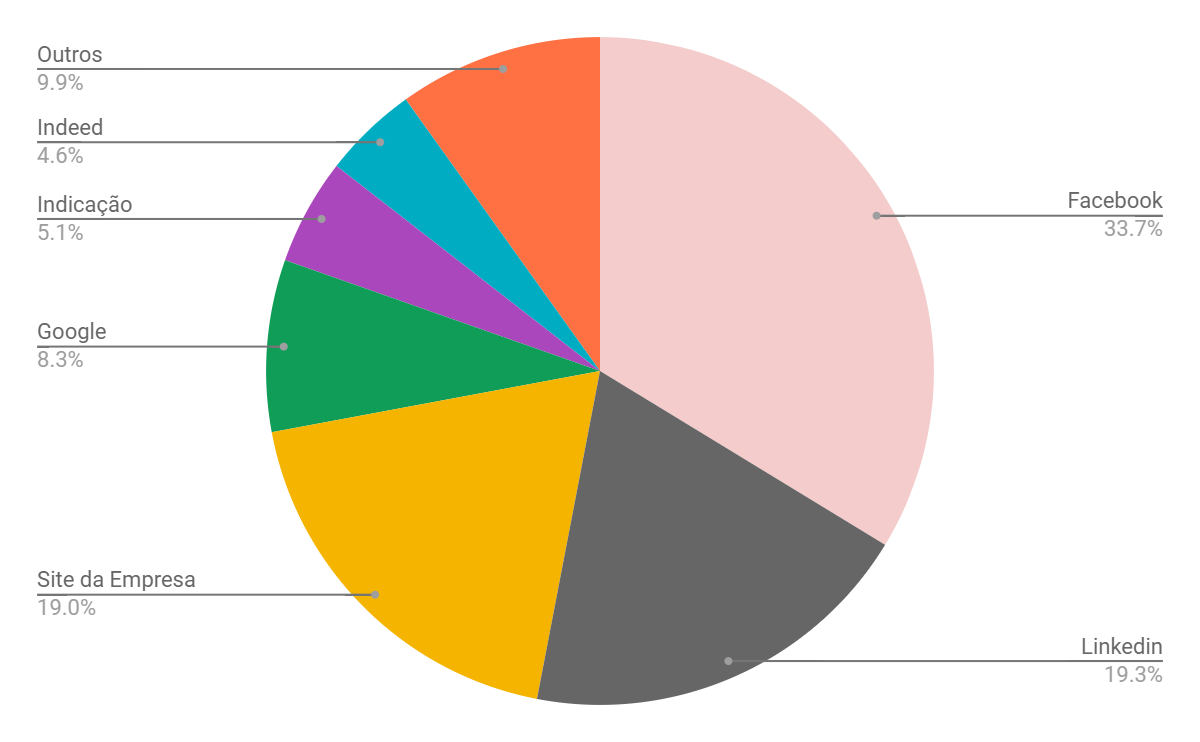 Outros
9.9%
Indeed
4.6%
Indicação
5.1%
Google
8.3%
Site da Empresa
19.0%
Facebook
33.7%
Linkedin
19.3%